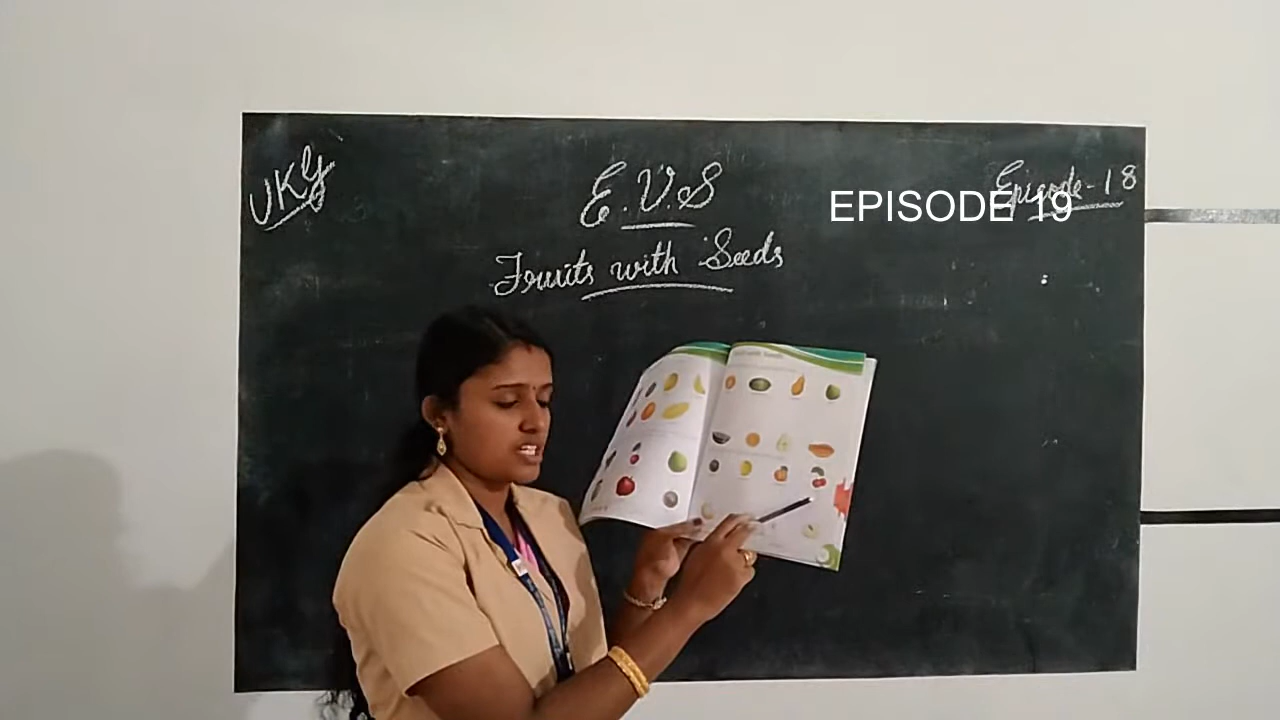 UKG
E.V.S
Episode-18
EPISODE 19
Fruits with Seeds